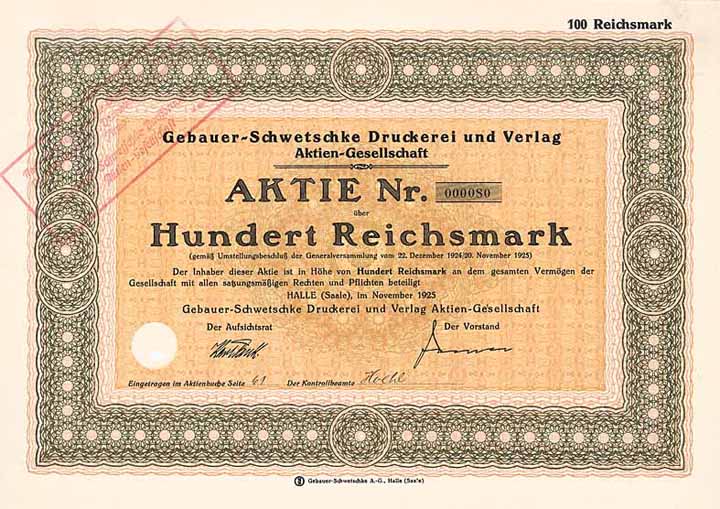 100 Reichsmark
Gebauer-Schwetschke Druckerei und Verlag
Aktien-Gesellschaft
AKTIE Nr. 000080
über
Hundert Reichsmark
(gemäß Umstellungsbeschluß der Generalversammlung vom 22. Dezember 1924/20. November 1925)
Der Inhaber dieser Aktie ist in Höhe von Hundert Reichsmark an dem gesamten Vermögen der
Gesellschaft mit allen satzungsmäßigen Rechten und Pflichten beteiligt
HALLE (Saale), im November 1925
Gebauer-Schwetschke Druckerei und Verlag Aktien-Gesellschaft
Der Aufsichtsrat Der Vorstand
Eingetragen im Aktienbuche Seite 61 Der Kontrollbeamte
Gebauer-Schwetschke A.-G., Halle (Saale)